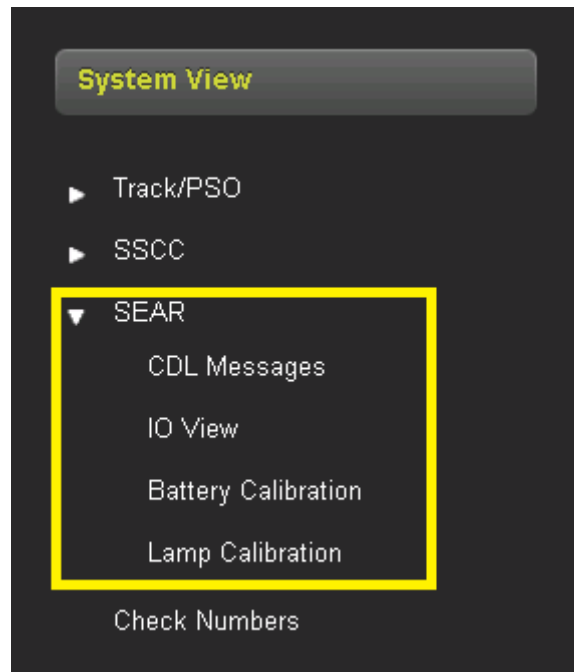 System View
Track/PSO
SSCC
SEAR
CDL Messages
IO View
Battery Calibration
Lamp Calibration
Check Numbers